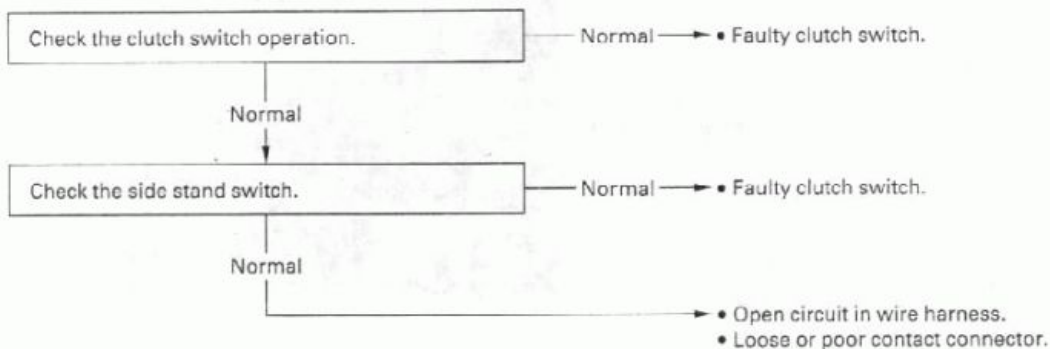 Check the clutch switch operation.
Normal
• Faulty clutch switch.
Normal
Check the side stand switch.
Normal
• Faulty clutch switch.
Normal
• Open circuit in wire harness.
• Loose or poor contact connector.